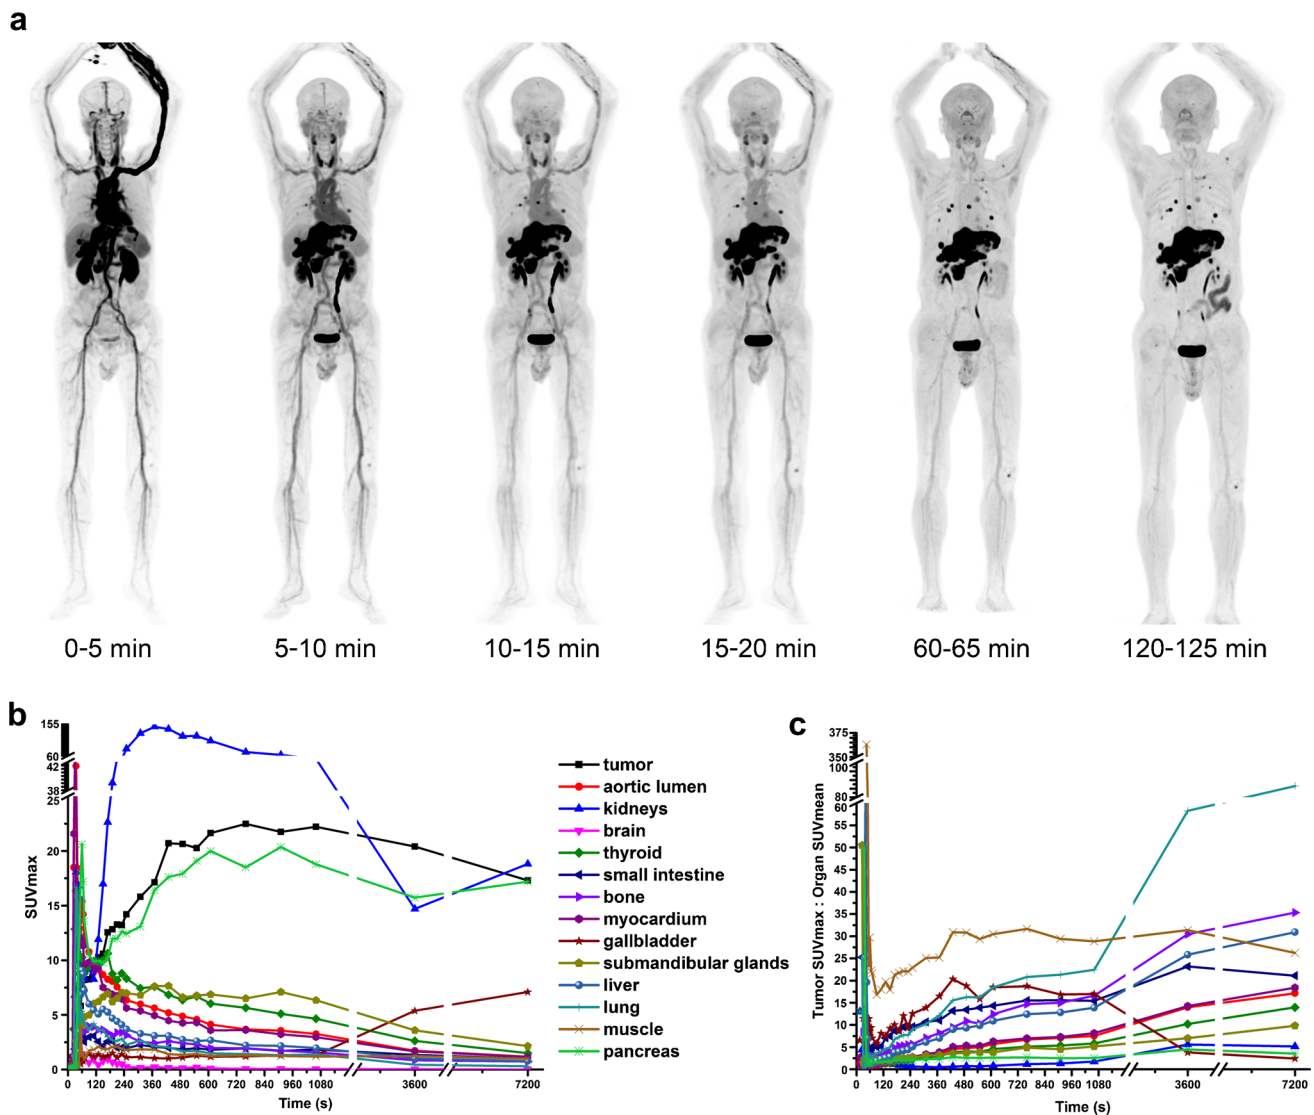 a
0-5 min
5-10 min
10-15 min
15-20 min
60-65 min
120-125 min
b
SUVmax
155
60
42
38
25
20
15
10
5
0
0 120 240 360 480 600 720 840 960 1080 3600 7200
Time (s)
tumor
aortic lumen
kidneys
brain
thyroid
small intestine
bone
myocardium
gallbladder
submandibular glands
liver
lung
muscle
pancreas
c
Tumor SUVmax : Organ SUVmean
375
350
100
80
60
55
50
45
40
35
30
25
20
15
10
5
0
0 120 240 360 480 600 720 840 960 1080 3600 7200
Time (s)